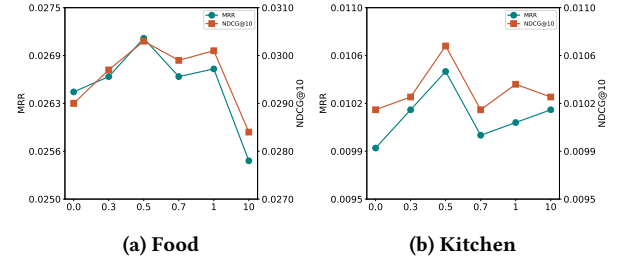 0.0275
0.0269
0.0263
0.0256
0.0250
MRR
0.0310
0.0300
0.0290
0.0280
0.0270
NDCG@10
MRR
NDCG@10
0.0 0.3 0.5 0.7 1 10
(a) Food
0.0110
0.0106
0.0102
0.0099
0.0095
MRR
0.0110
0.0106
0.0102
0.0099
0.0095
NDCG@10
MRR
NDCG@10
0.0 0.3 0.5 0.7 1 10
(b) Kitchen